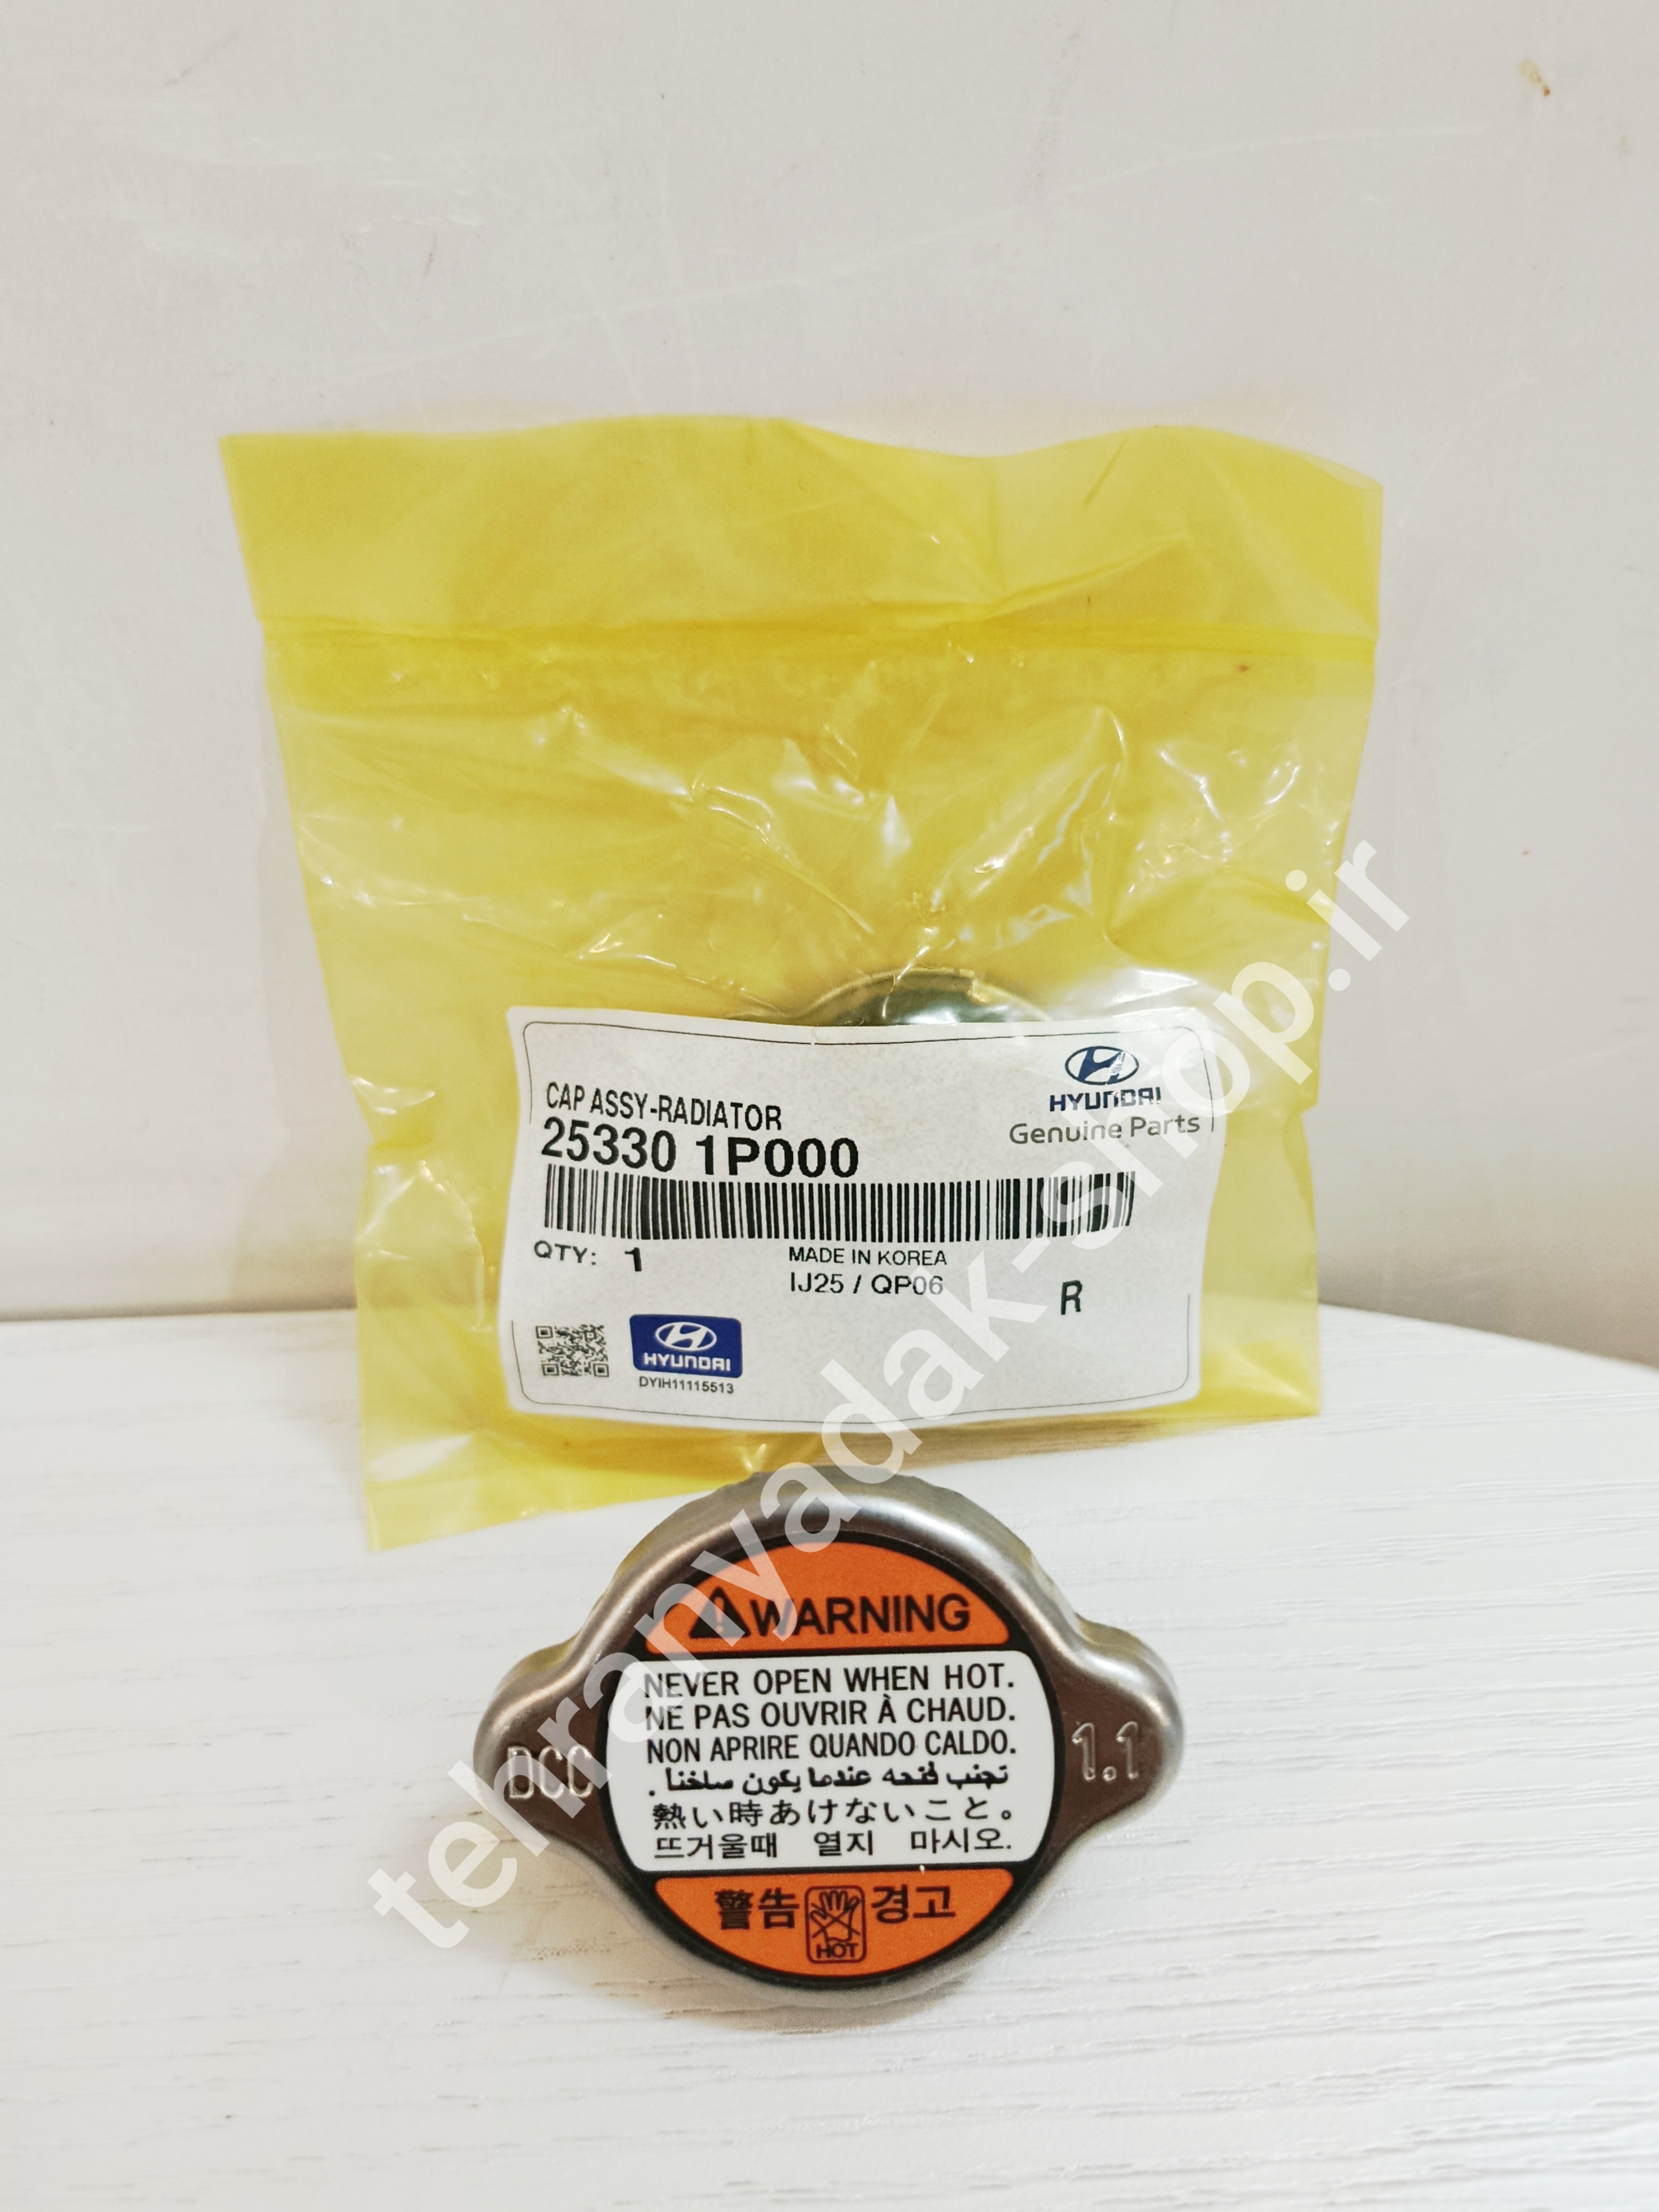 CAP ASSY-RADIATOR
25330 1P000
HYUNDAI
Genuine Parts
QTY: 1
MADE IN KOREA
IJ25 / QP06
R
HYUNDAI
DYIH11115513
tehranyadak-shop.ir
WARNING
NEVER OPEN WHEN HOT.
NE PAS OUVRIR À CHAUD.
NON APRIRE QUANDO CALDO.
تجنب فتحه عندما يكون ساخنا .
熱い時あけないこと。
뜨거울때 열지 마시오.
警告 경고
HOT
DCC
1.1